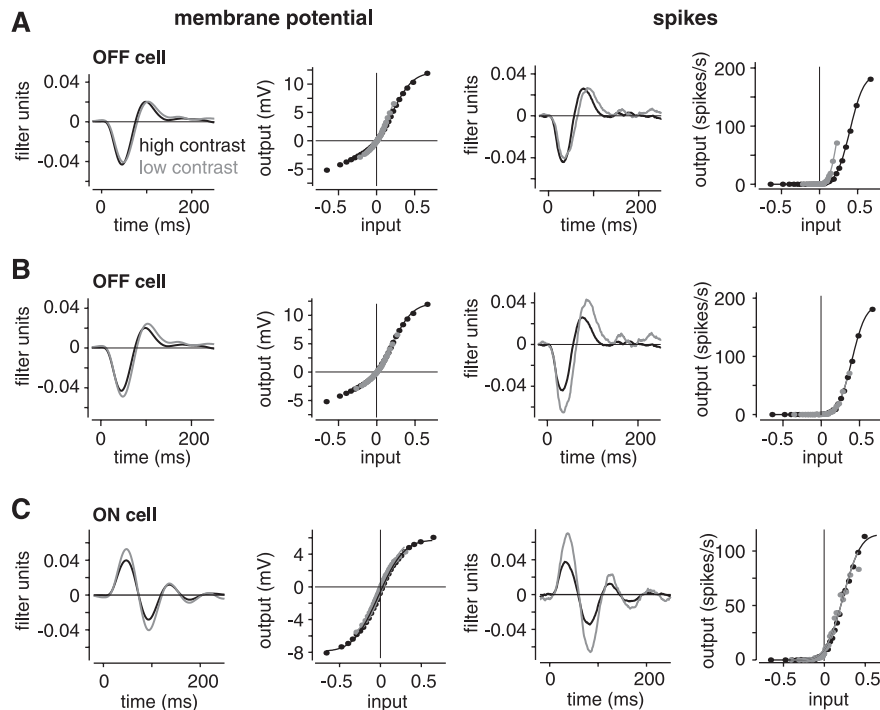 membrane potential
spikes
A
OFF cell
filter units
0.04
0
-0.04
high contrast
low contrast
0
200
time (ms)
output (mV)
10
5
0
-5
-0.5
0
0.5
input
filter units
0.04
0
-0.04
0
200
time (ms)
output (spikes/s)
200
100
0
-0.5
0
0.5
input
B
OFF cell
filter units
0.04
0
-0.04
0
200
time (ms)
output (mV)
10
5
0
-5
-0.5
0
0.5
input
filter units
0.04
0
-0.04
0
200
time (ms)
output (spikes/s)
200
100
0
-0.5
0
0.5
input
C
ON cell
filter units
0.04
0
-0.04
0
200
time (ms)
output (mV)
4
0
-4
-8
-0.5
0
0.5
input
filter units
0.04
0
-0.04
0
200
time (ms)
output (spikes/s)
100
50
0
-0.5
0
0.5
input